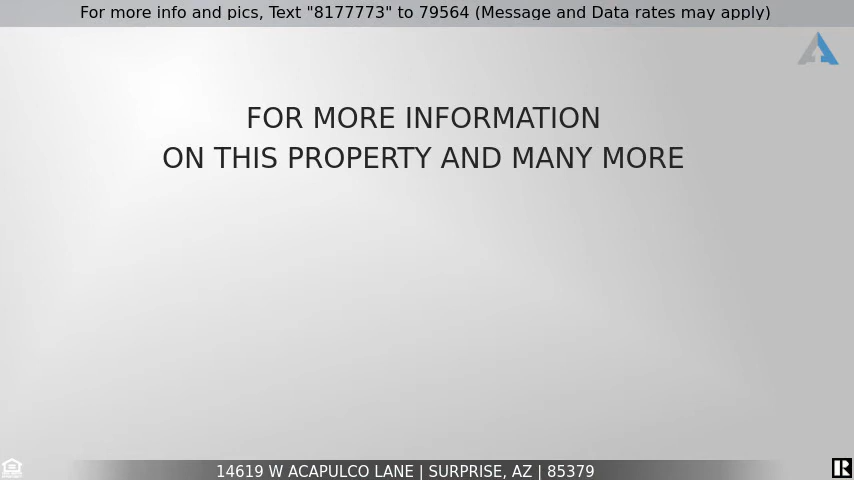 For more info and pics, Text "8177773" to 79564 (Message and Data rates may apply)
FOR MORE INFORMATION
ON THIS PROPERTY AND MANY MORE
14619 W ACAPULCO LANE | SURPRISE, AZ | 85379